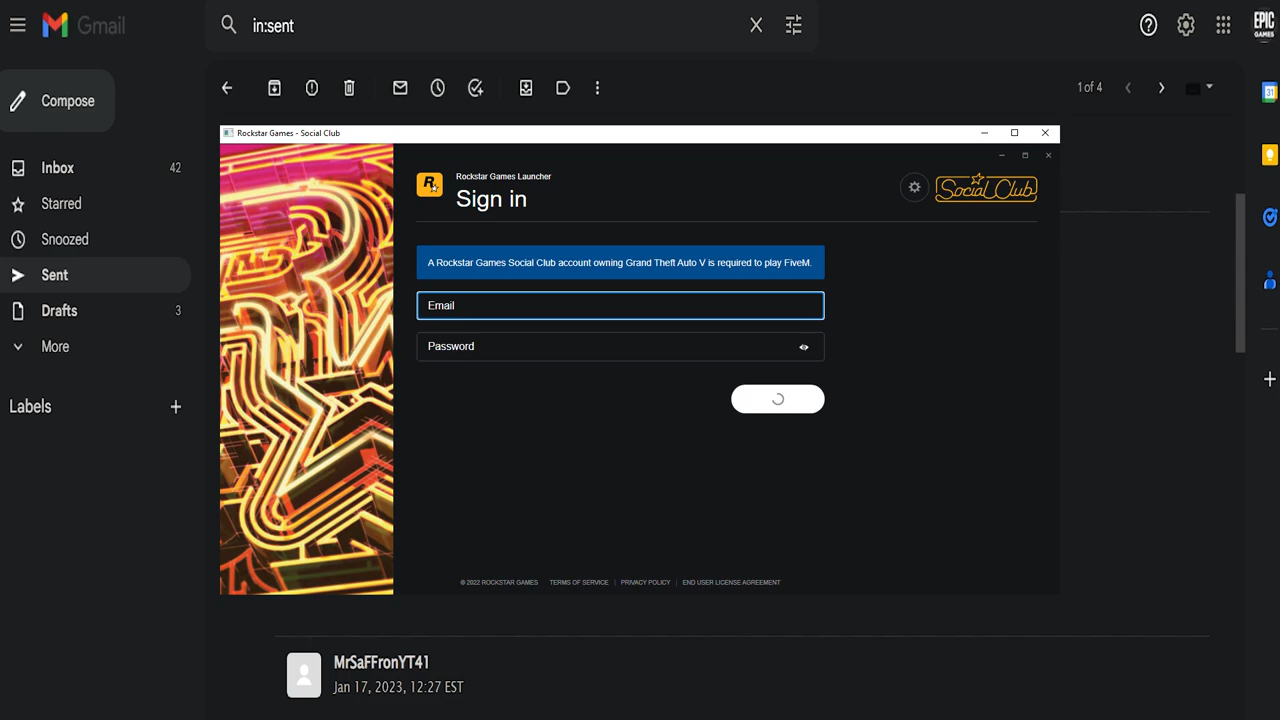 Gmail
in:sent
EPIC
GAMES
Compose
1 of 4
Inbox 42
Starred
Snoozed
Sent
Drafts 3
More
Labels
31
Rockstar Games - Social Club
R
Rockstar Games Launcher
Sign in
Social Club
A Rockstar Games Social Club account owning Grand Theft Auto V is required to play FiveM.
Email
Password
© 2022 ROCKSTAR GAMES TERMS OF SERVICE | PRIVACY POLICY | END USER LICENSE AGREEMENT
MrSaFFronYT41
Jan 17, 2023, 12:27 EST